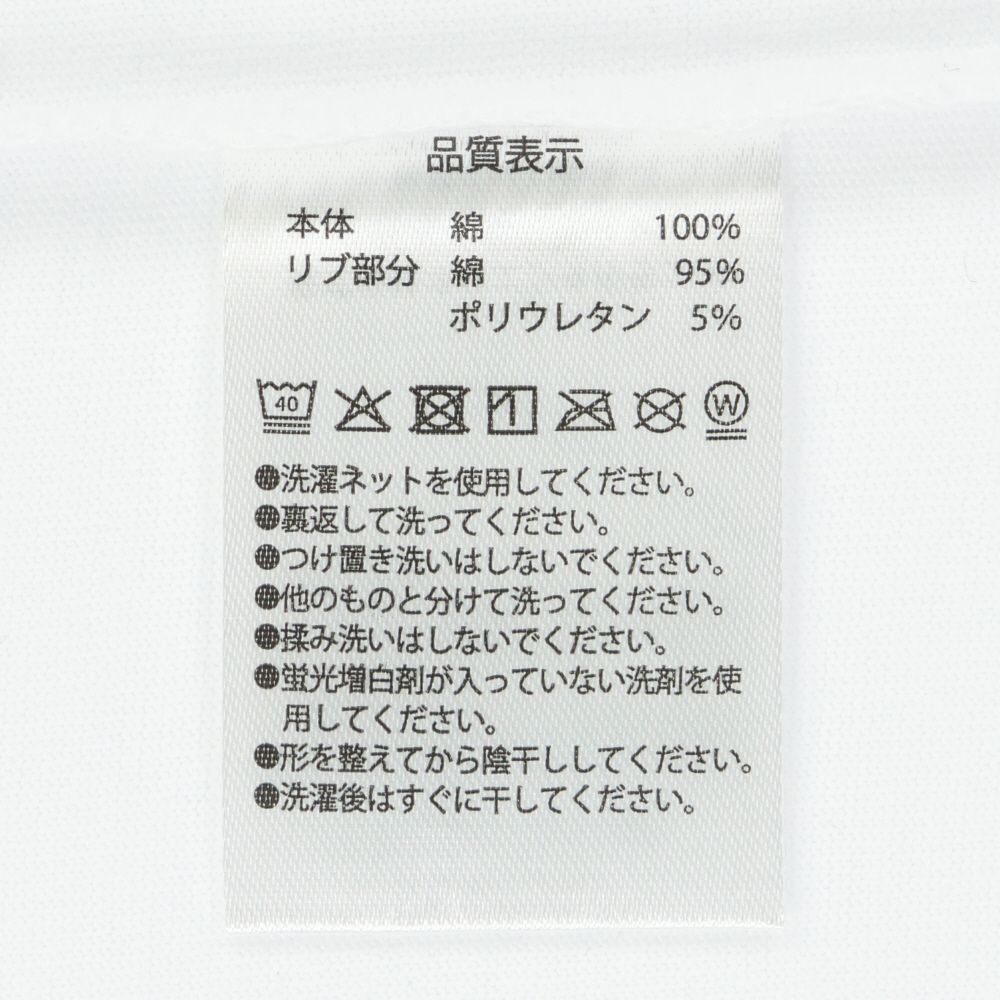 品質表示
本体 綿 100%
リブ部分 綿 95%
ポリウレタン 5%
40 W
●洗濯ネットを使用してください。
●裏返して洗ってください。
●つけ置き洗いはしないでください。
●他のものと分けて洗ってください。
●揉み洗いはしないでください。
●蛍光増白剤が入っていない洗剤を使
用してください。
●形を整えてから陰干ししてください。
●洗濯後はすぐに干してください。